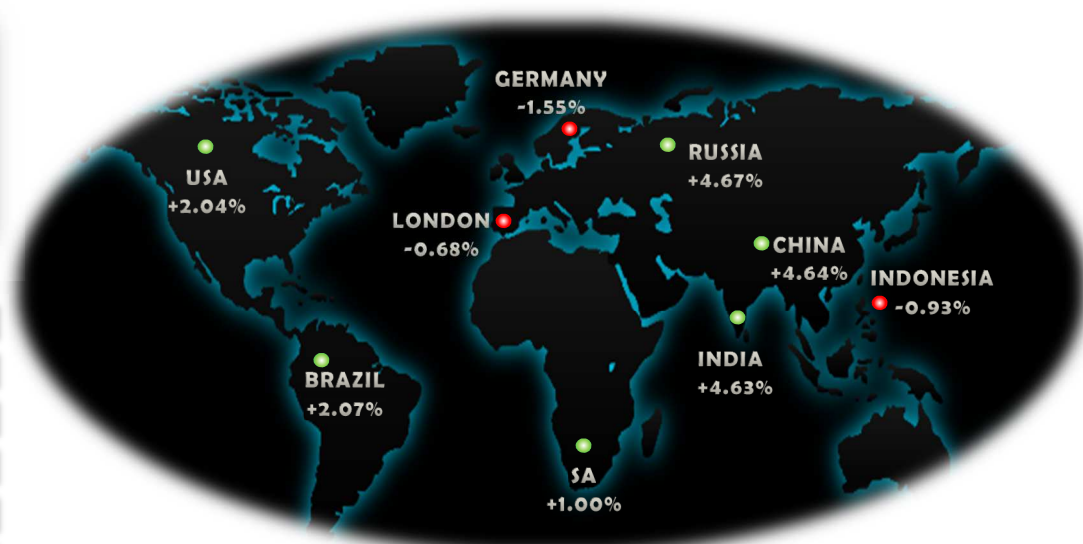 GERMANY
-1.55%
USA
+2.04%
RUSSIA
+4.67%
LONDON
-0.68%
CHINA
+4.64%
INDONESIA
-0.93%
INDIA
+4.63%
BRAZIL
+2.07%
SA
+1.00%